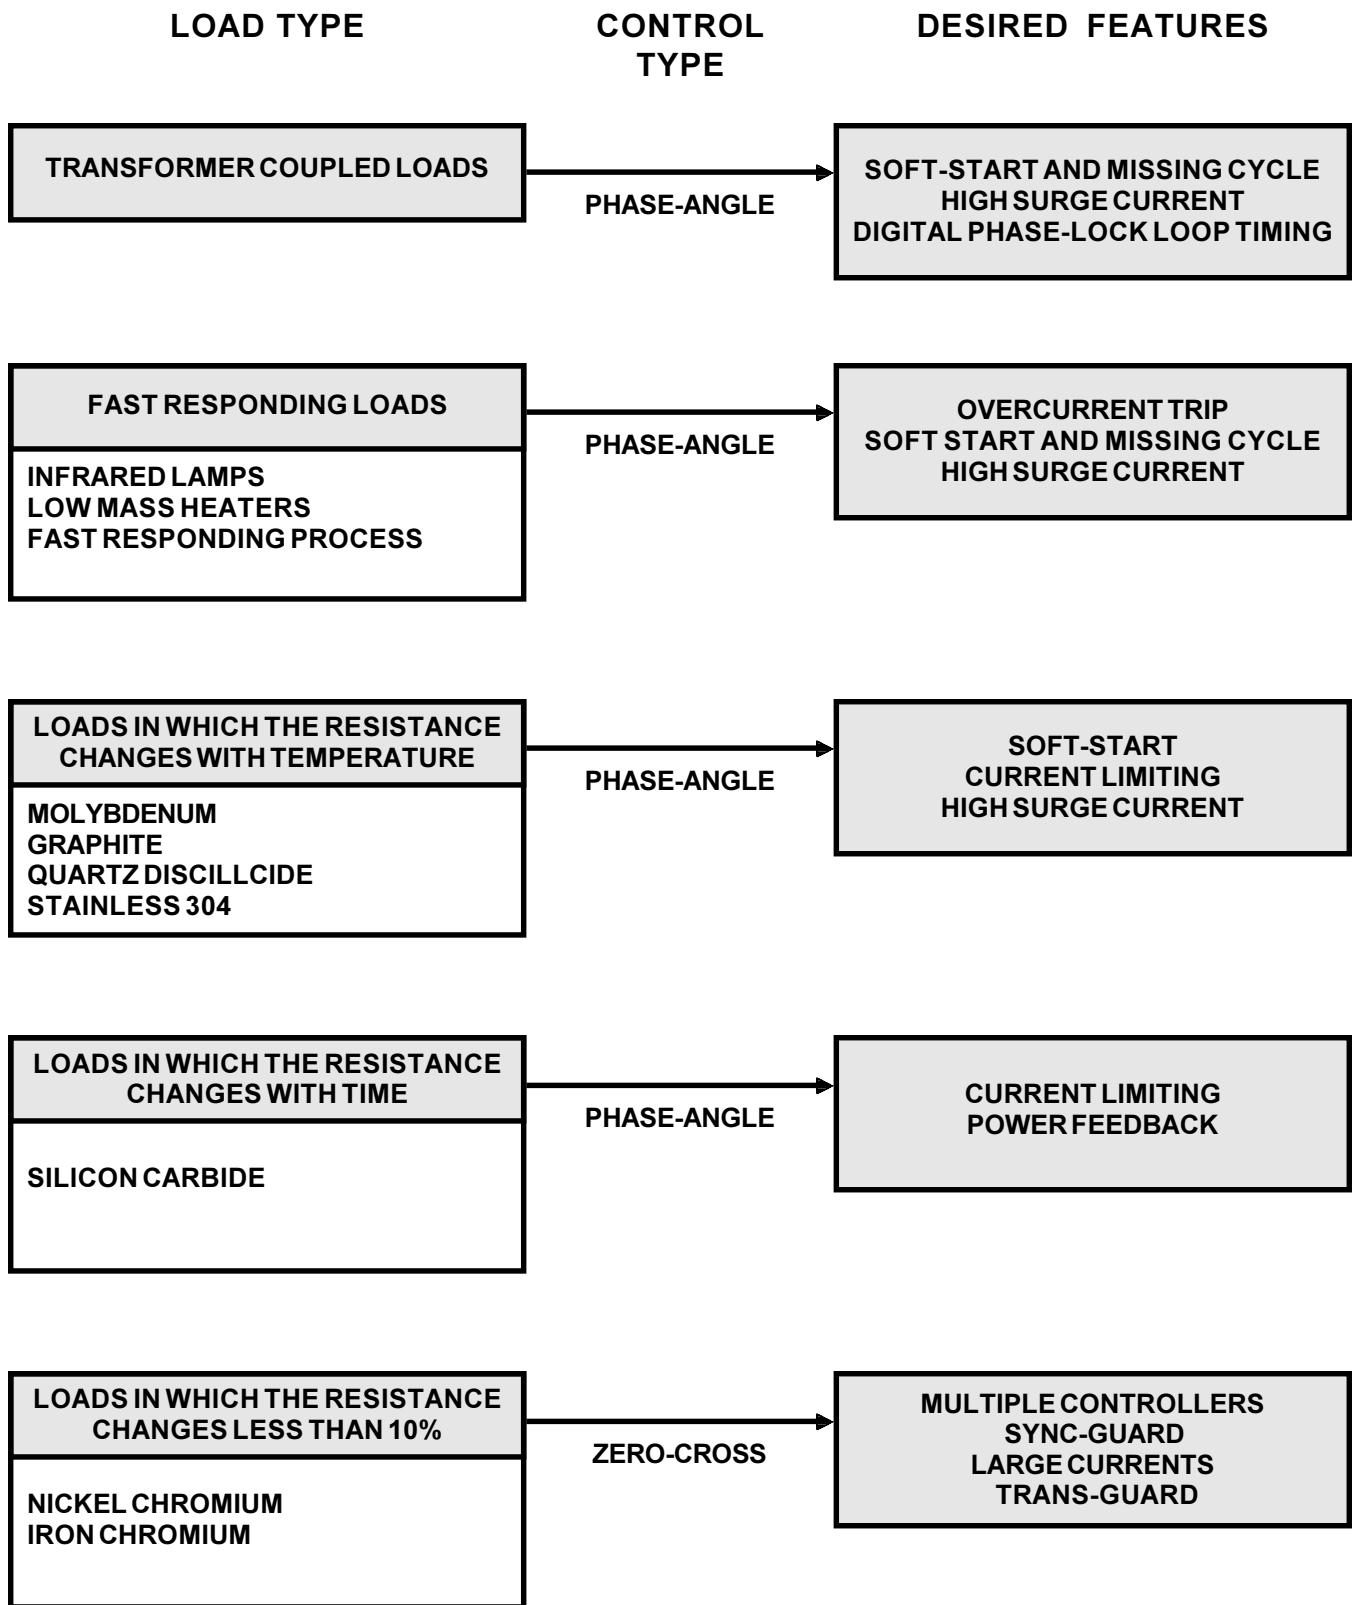 LOAD TYPE
CONTROL
TYPE
DESIRED FEATURES
TRANSFORMER COUPLED LOADS
PHASE-ANGLE
SOFT-START AND MISSING CYCLE
HIGH SURGE CURRENT
DIGITAL PHASE-LOCK LOOP TIMING
FAST RESPONDING LOADS
INFRARED LAMPS
LOW MASS HEATERS
FAST RESPONDING PROCESS
PHASE-ANGLE
OVERCURRENT TRIP
SOFT START AND MISSING CYCLE
HIGH SURGE CURRENT
LOADS IN WHICH THE RESISTANCE
CHANGES WITH TEMPERATURE
MOLYBDENUM
GRAPHITE
QUARTZ DISCILLCIDE
STAINLESS 304
PHASE-ANGLE
SOFT-START
CURRENT LIMITING
HIGH SURGE CURRENT
LOADS IN WHICH THE RESISTANCE
CHANGES WITH TIME
SILICON CARBIDE
PHASE-ANGLE
CURRENT LIMITING
POWER FEEDBACK
LOADS IN WHICH THE RESISTANCE
CHANGES LESS THAN 10%
NICKEL CHROMIUM
IRON CHROMIUM
ZERO-CROSS
MULTIPLE CONTROLLERS
SYNC-GUARD
LARGE CURRENTS
TRANS-GUARD